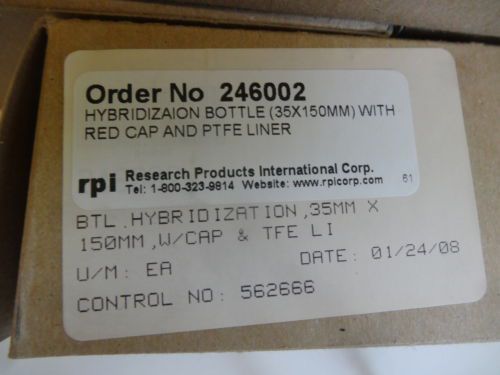 Order No 246002
HYBRIDIZAION BOTTLE (35X150MM) WITH
RED CAP AND PTFE LINER
rpi Research Products International Corp.
Tel: 1-800-323-9814 Website: www.rpicorp.com 61
BTL.HYBRIDIZATION,35MM X
150MM,W/CAP & TFE LI
U/M: EA DATE: 01/24/08
CONTROL NO: 562666